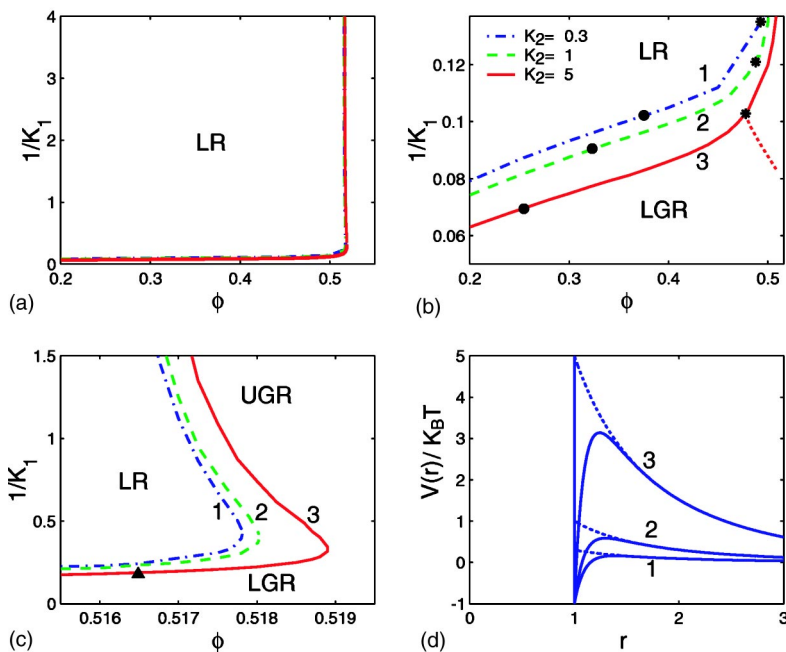 4
3
2
1
0
1/K1
LR
0.2
0.3
0.4
0.5
ϕ
(a)
0.12
0.1
0.08
0.06
1/K1
K2= 0.3
K2= 1
K2= 5
LR
1
2
3
LGR
0.2
0.3
0.4
0.5
ϕ
(b)
1.5
1
0.5
0
1/K1
UGR
LR
1
2
3
LGR
0.516
0.517
0.518
0.519
ϕ
(c)
5
4
3
2
1
0
-1
V(r)/ KBT
3
2
1
0
1
2
3
r
(d)